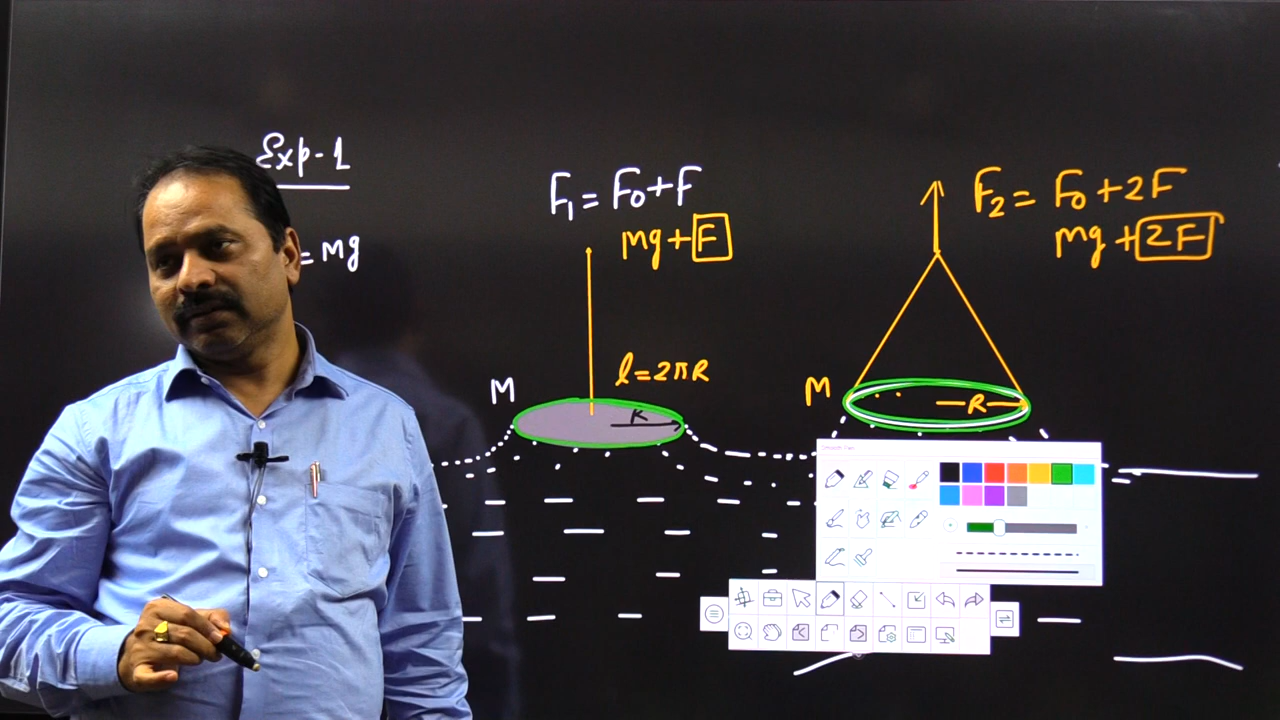 Exp-1
= Mg
F₁ = F₀ + F
mg + F
l = 2πR
M
R
F₂ = F₀ + 2F
mg + 2F
M
R